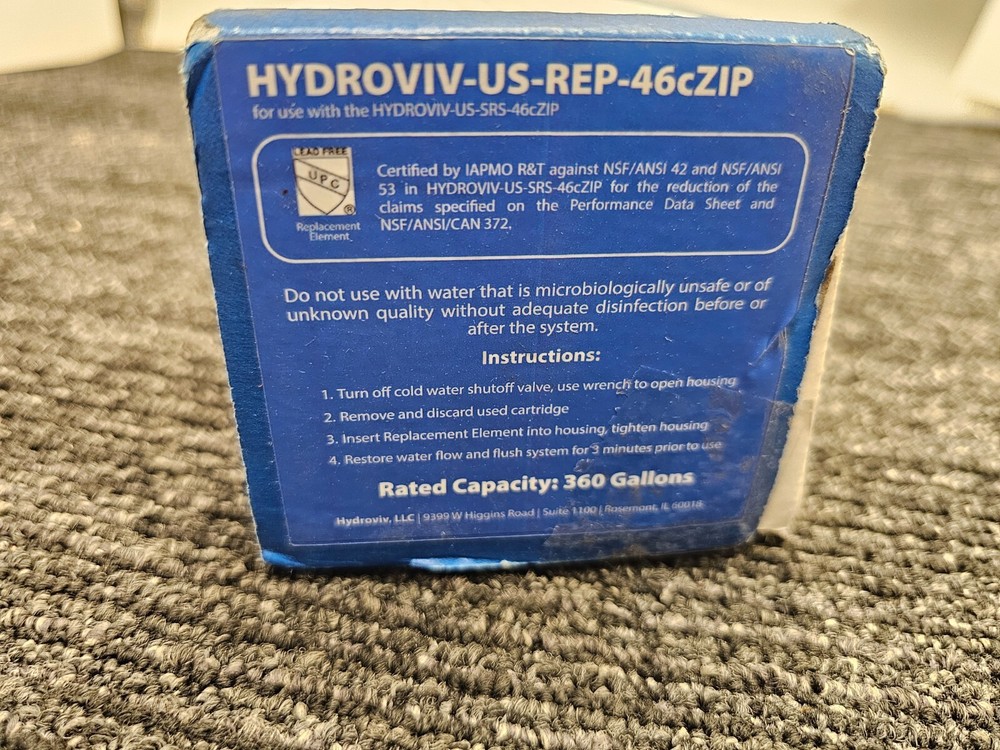 HYDROVIV-US-REP-46cZIP
for use with the HYDROVIV-US-SRS-46cZIP
LEAD FREE
UPC
®
Replacement
Element
Certified by IAPMO R&T against NSF/ANSI 42 and NSF/ANSI
53 in HYDROVIV-US-SRS-46cZIP for the reduction of the
claims specified on the Performance Data Sheet and
NSF/ANSI/CAN 372.
Do not use with water that is microbiologically unsafe or of
unknown quality without adequate disinfection before or
after the system.
Instructions:
1. Turn off cold water shutoff valve, use wrench to open housing
2. Remove and discard used cartridge
3. Insert Replacement Element into housing, tighten housing
4. Restore water flow and flush system for 3 minutes prior to use
Rated Capacity: 360 Gallons
Hydroviv, LLC | 9399 W Higgins Road | Suite 1100 | Rosemont, IL 60018